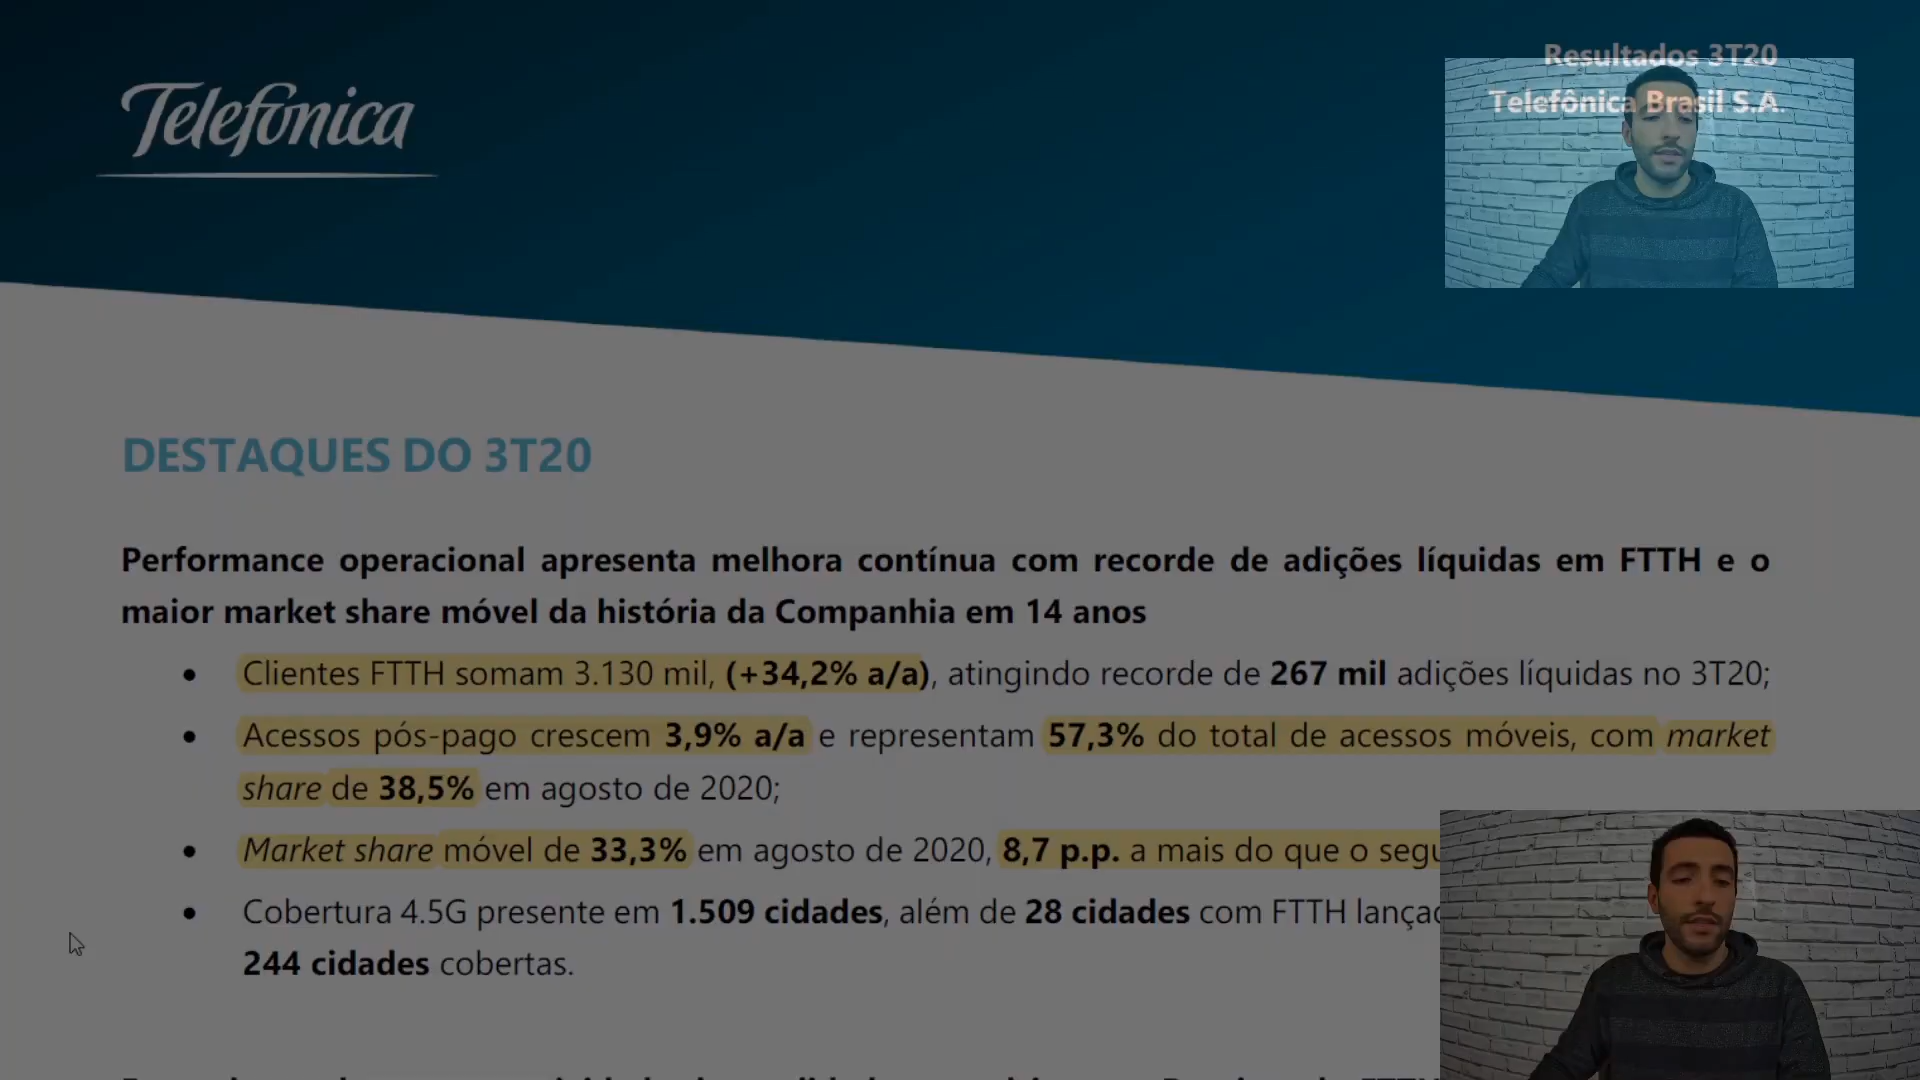 Telefónica
Resultados 3T20
Telefônica Brasil S.A.
DESTAQUES DO 3T20
Performance operacional apresenta melhora contínua com recorde de adições líquidas em FTTH e o
maior market share móvel da história da Companhia em 14 anos
• Clientes FTTH somam 3.130 mil, (+34,2% a/a), atingindo recorde de 267 mil adições líquidas no 3T20;
• Acessos pós-pago crescem 3,9% a/a e representam 57,3% do total de acessos móveis, com market
share de 38,5% em agosto de 2020;
• Market share móvel de 33,3% em agosto de 2020, 8,7 p.p. a mais do que o
• Cobertura 4.5G presente em 1.509 cidades, além de 28 cidades com FTTH
244 cidades cobertas.